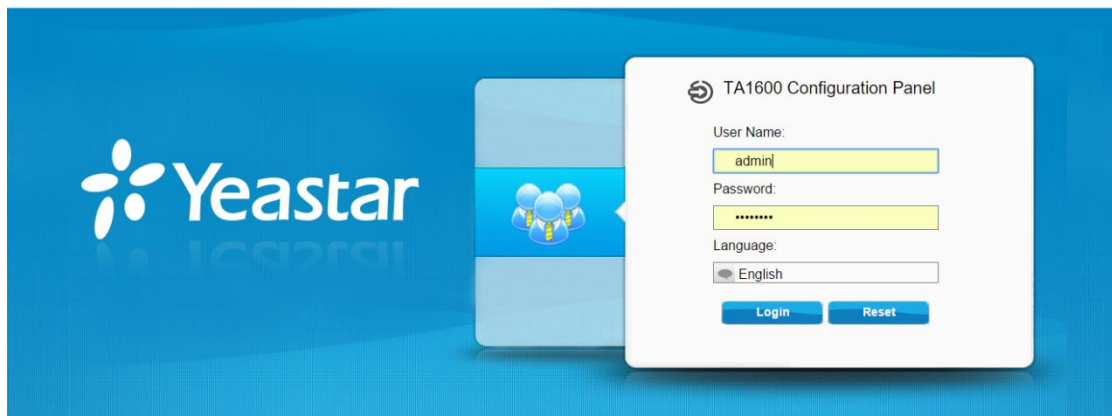 Yeastar
TA1600 Configuration Panel
User Name:
admin
Password:
••••••••
Language:
English
Login Reset